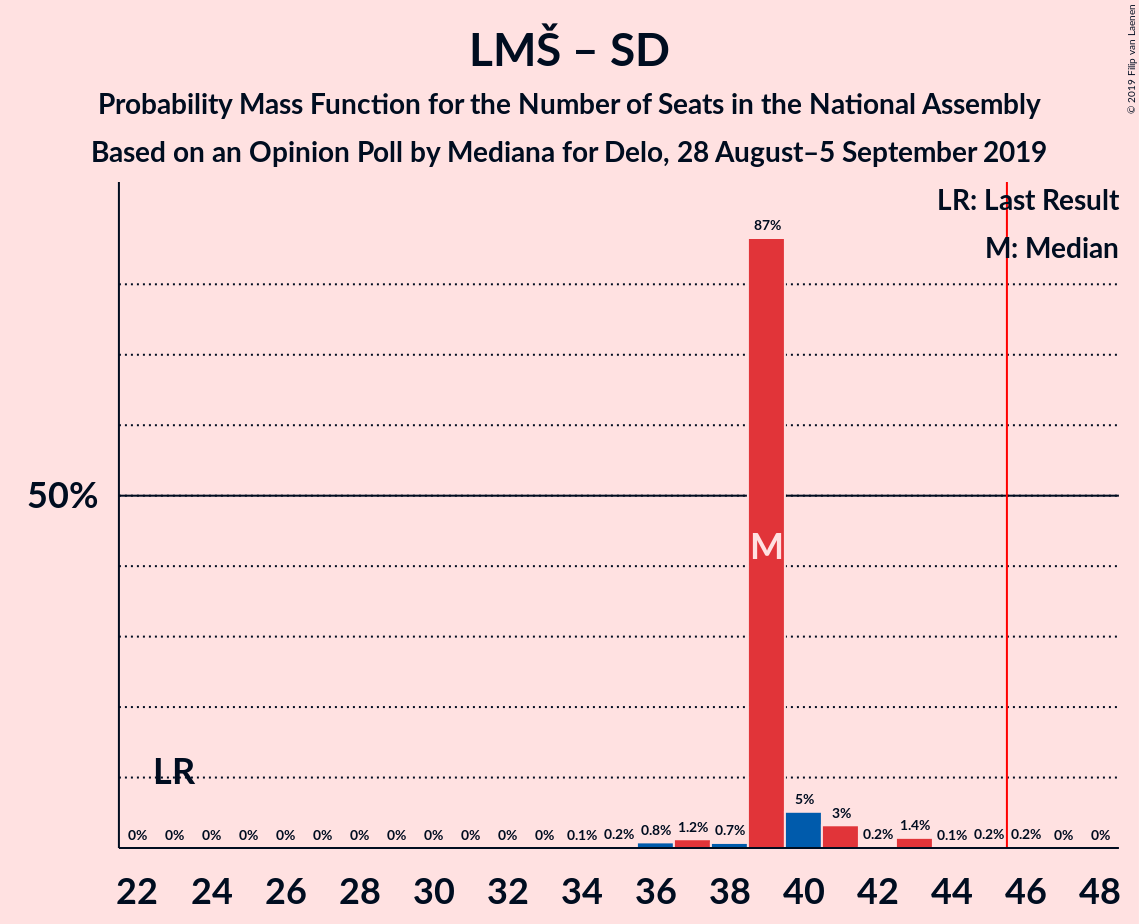 LMŠ – SD
Probability Mass Function for the Number of Seats in the National Assembly
Based on an Opinion Poll by Mediana for Delo, 28 August–5 September 2019
© 2019 Filip van Laenen
LR: Last Result
M: Median
87%
50%
M
LR
0% 0% 0% 0% 0% 0% 0% 0% 0% 0% 0% 0% 0.1% 0.2% 0.8% 1.2% 0.7% 5% 3% 0.2% 1.4% 0.1% 0.2% 0.2% 0% 0%
22 24 26 28 30 32 34 36 38 40 42 44 46 48